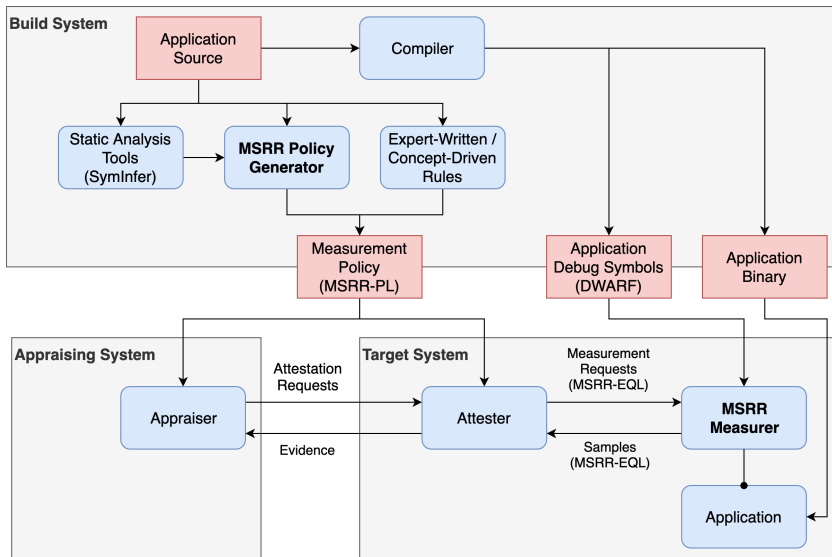 Build System
Application
Source
Compiler
Static Analysis
Tools
(SymInfer)
MSRR Policy
Generator
Expert-Written /
Concept-Driven
Rules
Measurement
Policy
(MSRR-PL)
Application
Debug Symbols
(DWARF)
Application
Binary
Appraising System
Target System
Attestation
Requests
Measurement
Requests
(MSRR-EQL)
Appraiser
Attester
MSRR
Measurer
Evidence
Samples
(MSRR-EQL)
Application